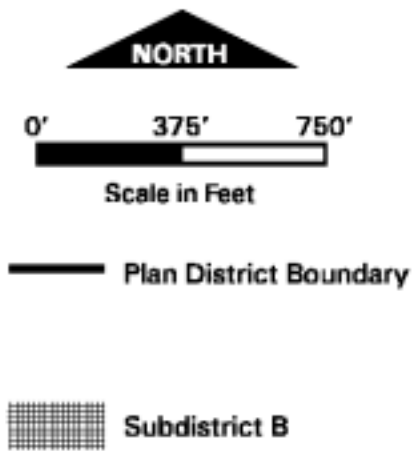 NORTH
0' 375' 750'
Scale in Feet
Plan District Boundary
Subdistrict B